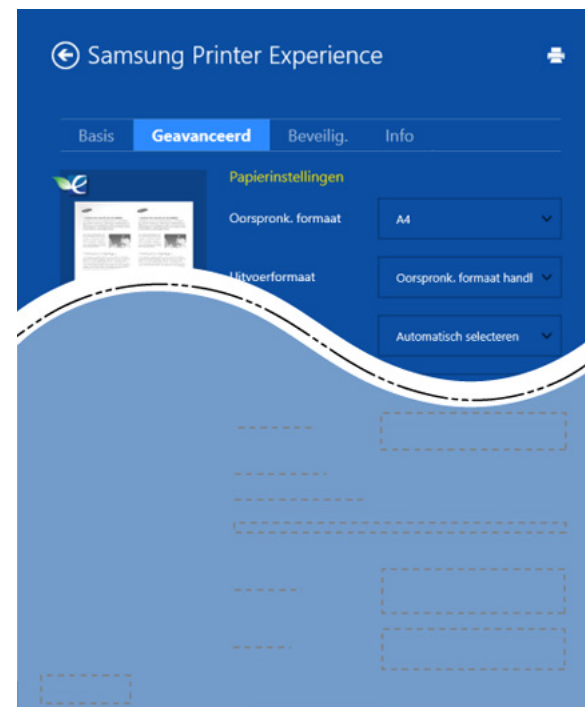 Samsung Printer Experience
Basis Geavanceerd Beveilig. Info
Papierinstellingen
Oorspronk. formaat A4
Uitvoerformaat Oorspronk. formaat handl
Automatisch selecteren